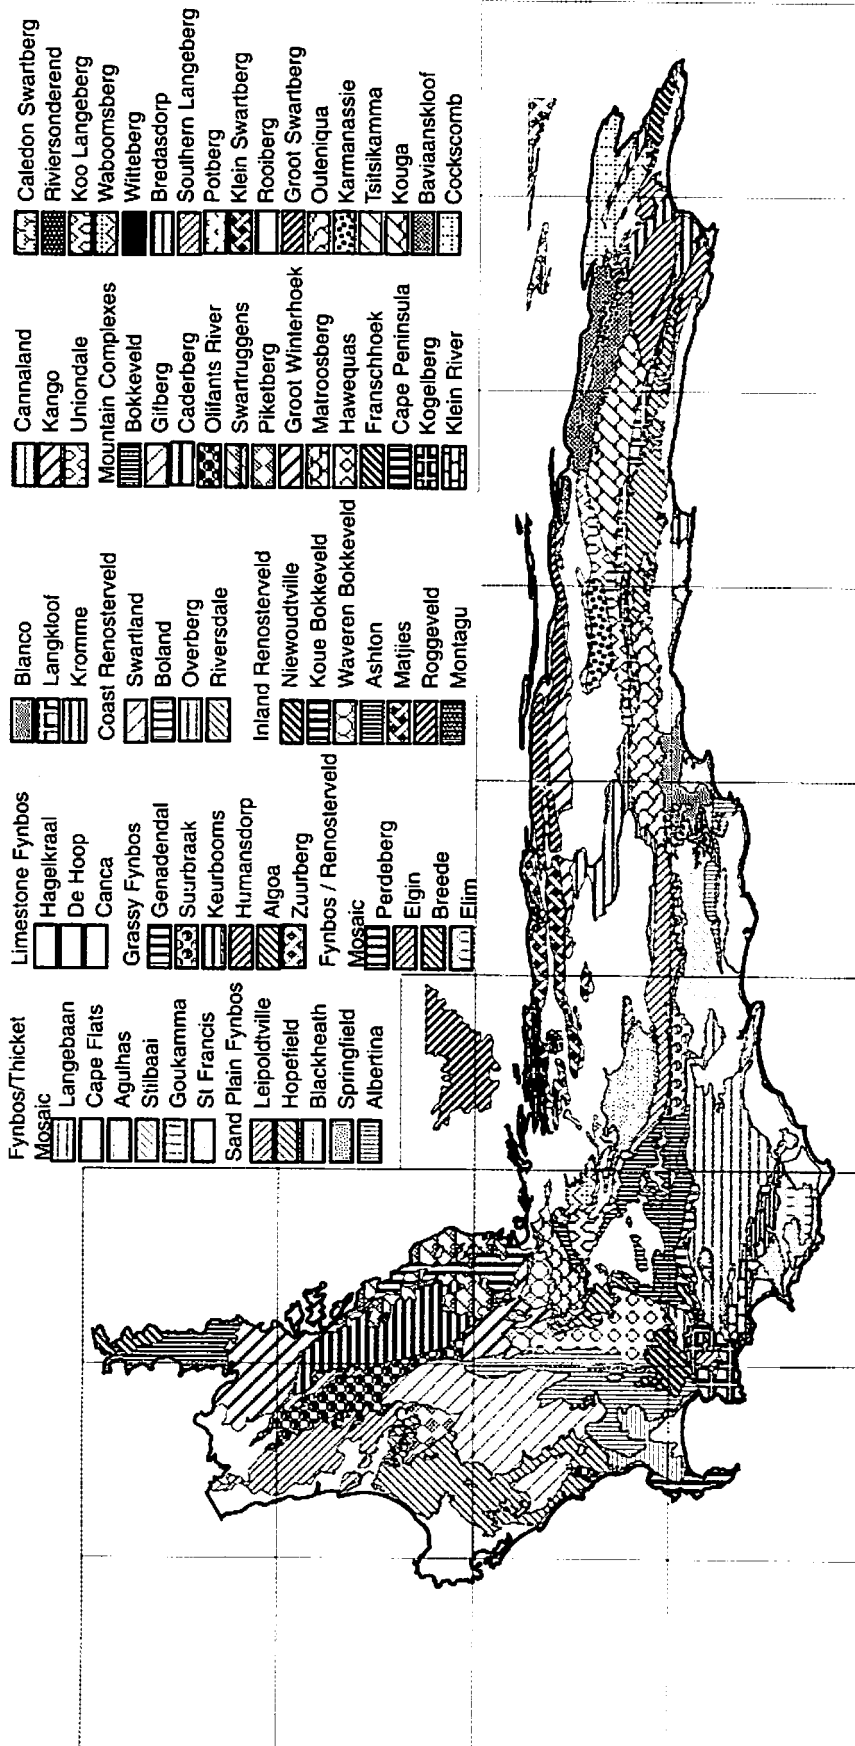 Fynbos/Thicket
Mosaic
Langebaan
Cape Flats
Agulhas
Stilbaai
Goukamma
St Francis
Sand Plain Fynbos
Leipoldtville
Hopefield
Blackheath
Springfield
Albertina
Limestone Fynbos
Hagelkraal
De Hoop
Canca
Grassy Fynbos
Genadendal
Suurbraak
Keurbooms
Humansdorp
Algoa
Zuurberg
Fynbos / Renosterveld
Mosaic
Perdeberg
Elgin
Breede
Elim
Blanco
Langkloof
Kromme
Coast Renosterveld
Swartland
Boland
Overberg
Riversdale
Inland Renosterveld
Niewoudtville
Koue Bokkeveld
Waveren Bokkeveld
Ashton
Matjies
Roggeveld
Montagu
Cannaland
Kango
Uniondale
Mountain Complexes
Bokkeveld
Gifberg
Caderberg
Olifants River
Swartruggens
Piketberg
Groot Winterhoek
Matroosberg
Hawequas
Franschhoek
Cape Peninsula
Kogelberg
Klein River
Caledon Swartberg
Riviersonderend
Koo Langeberg
Waboomsberg
Witteberg
Bredasdorp
Southern Langeberg
Potberg
Klein Swartberg
Rooiberg
Groot Swartberg
Outeniqua
Karmanassie
Tsitsikamma
Kouga
Baviaanskloof
Cockscomb